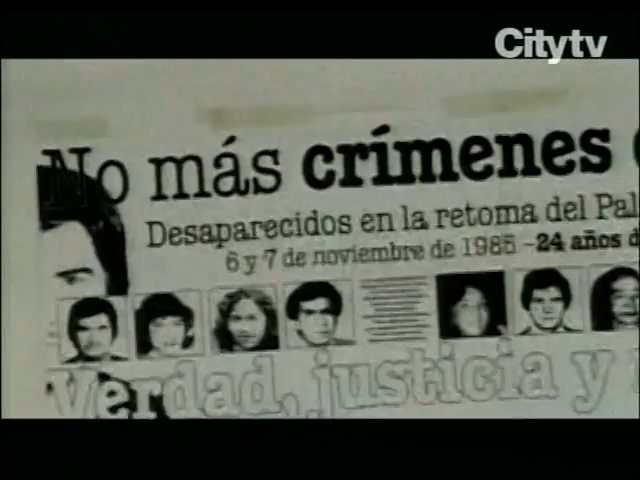 Citytv
No más crímenes
Desaparecidos en la retoma del Pal
6 y 7 de noviembre de 1985 - 24 años d
Verdad, justicia y